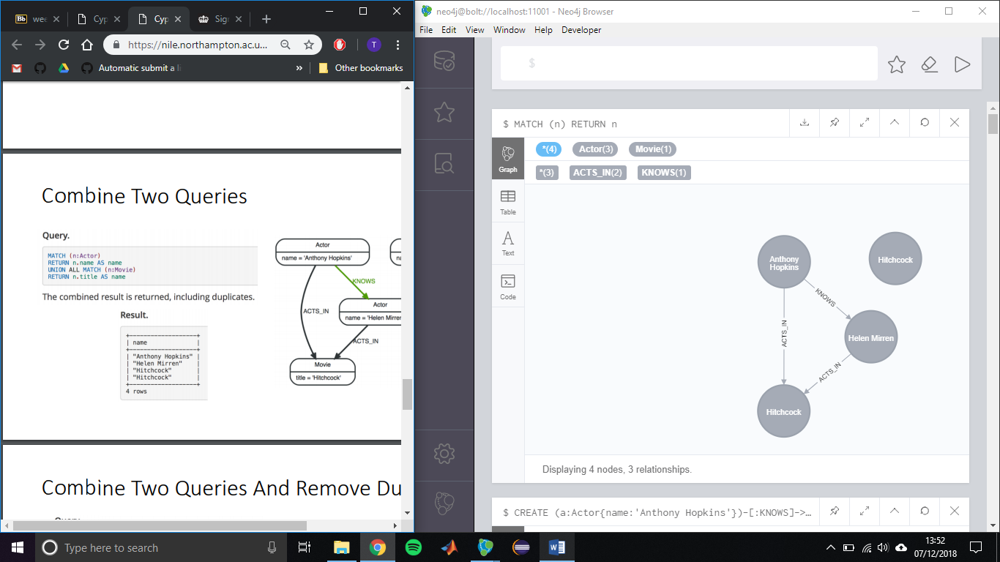 wee
Cyp
Cyp
Sig
https://nile.northampton.ac.u...
T
Automatic submit a li
»
Other bookmarks
Combine Two Queries
Query.
MATCH (n:Actor)
RETURN n.name AS name
UNION ALL MATCH (n:Movie)
RETURN n.title AS name
The combined result is returned, including duplicates.
Result.
+-------------------+
| name |
+-------------------+
| "Anthony Hopkins" |
| "Helen Mirren" |
| "Hitchcock" |
| "Hitchcock" |
+-------------------+
4 rows
Actor
name = 'Anthony Hopkins'
na
KNOWS
Actor
name = 'Helen Mirren
ACTS_IN
ACTS_IN
Movie
title = 'Hitchcock'
Combine Two Queries And Remove Du
neo4j@bolt://localhost:11001 - Neo4j Browser
File Edit View Window Help Developer
$
$ MATCH (n) RETURN n
Graph
Table
Text
Code
*(4) Actor(3) Movie(1)
*(3) ACTS_IN(2) KNOWS(1)
Anthony
Hopkins
Hitchcock
KNOWS
ACTS_IN
Helen Mirren
ACTS_IN
Hitchcock
Displaying 4 nodes, 3 relationships.
$ CREATE (a:Actor{name:'Anthony Hopkins'})-[:KNOWS]->…
Type here to search
13:52
07/12/2018